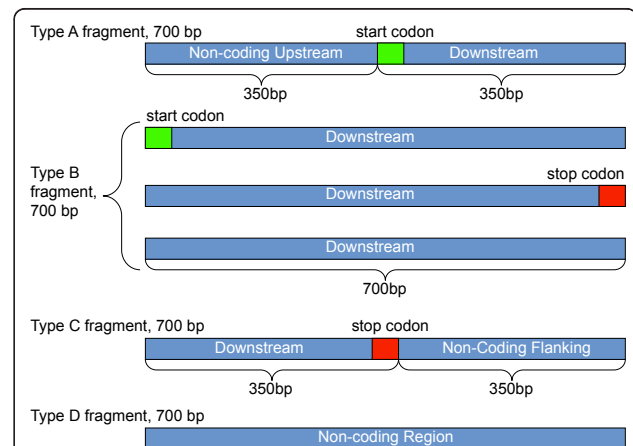 Type A fragment, 700 bp
start codon
Non-coding Upstream
Downstream
350bp
350bp
start codon
Downstream
Type B
fragment,
700 bp
stop codon
Downstream
Downstream
700bp
Type C fragment, 700 bp
stop codon
Downstream
Non-Coding Flanking
350bp
350bp
Type D fragment, 700 bp
Non-coding Region